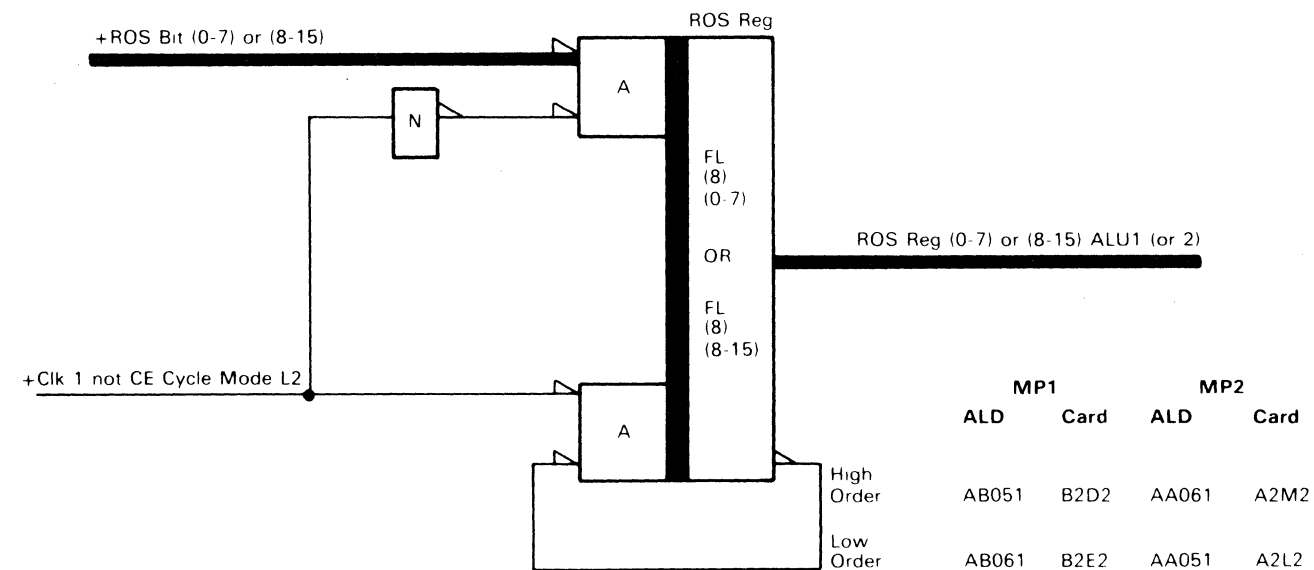 ROS Reg
+ROS Bit (0-7) or (8-15)
A
N
FL
(8)
(0-7)
OR
FL
(8)
(8-15)
ROS Reg (0-7) or (8-15) ALU1 (or 2)
+Clk 1 not CE Cycle Mode L2
A
MP1 MP2
ALD Card ALD Card
High
Order AB051 B2D2 AA061 A2M2
Low
Order AB061 B2E2 AA051 A2L2